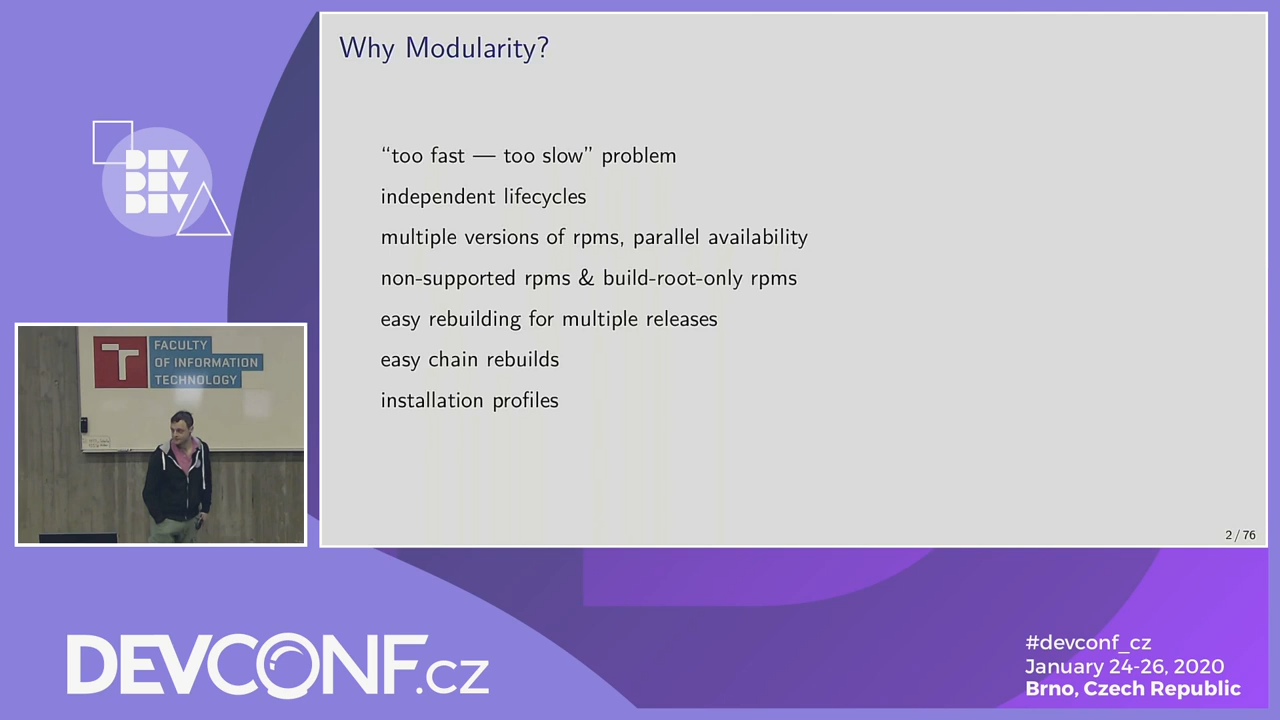 Why Modularity?
“too fast — too slow” problem
independent lifecycles
multiple versions of rpms, parallel availability
non-supported rpms & build-root-only rpms
easy rebuilding for multiple releases
easy chain rebuilds
installation profiles
2 / 76
DEV
DEV
DEV
FACULTY
OF INFORMATION
TECHNOLOGY
DEVCONF.cz
#devconf_cz
January 24-26, 2020
Brno, Czech Republic